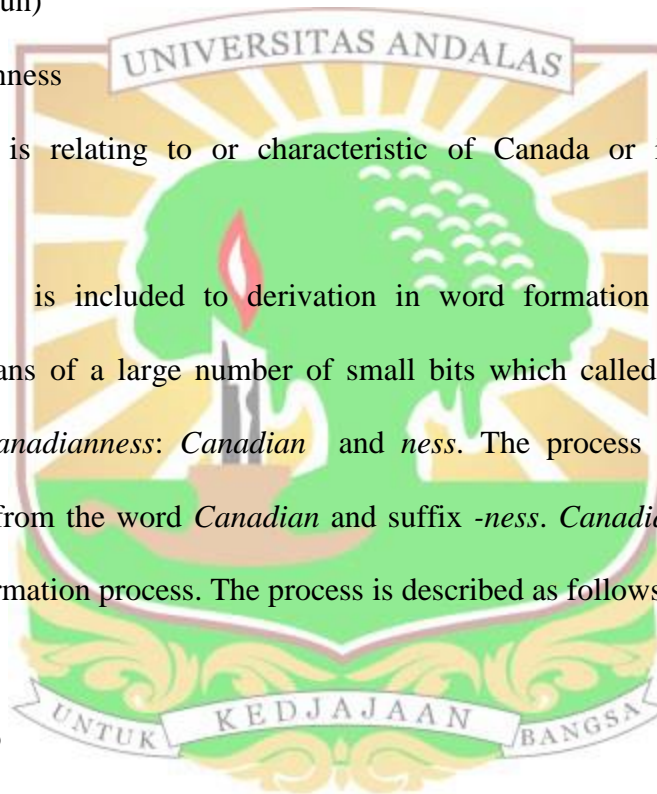 un)
UNIVERSITAS ANDALAS
nness
is relating to or characteristic of Canada or
is included to derivation in word formation
ans of a large number of small bits which called
anadianness: Canadian and ness. The process
from the word Canadian and suffix -ness.
rmation process. The process is described as follows
UNTUK KEDJAJAAN BANGSA